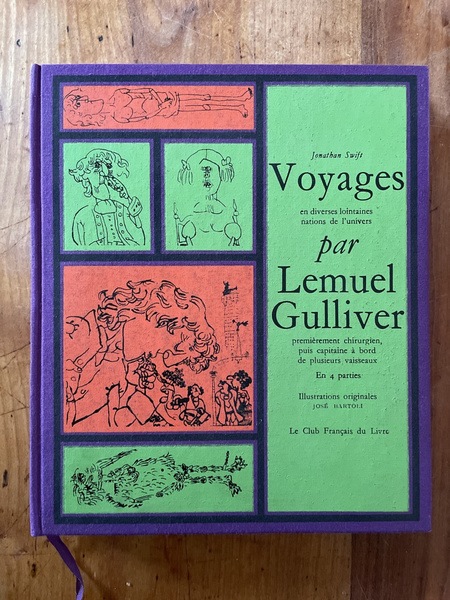 Jonathan Swift
Voyages
en diverses lointaines
nations de l'univers
par
Lemuel
Gulliver
premièrement chirurgien,
puis capitaine à bord
de plusieurs vaisseaux
En 4 parties
Illustrations originales
JOSÉ BARTOLI
Le Club Français du Livre